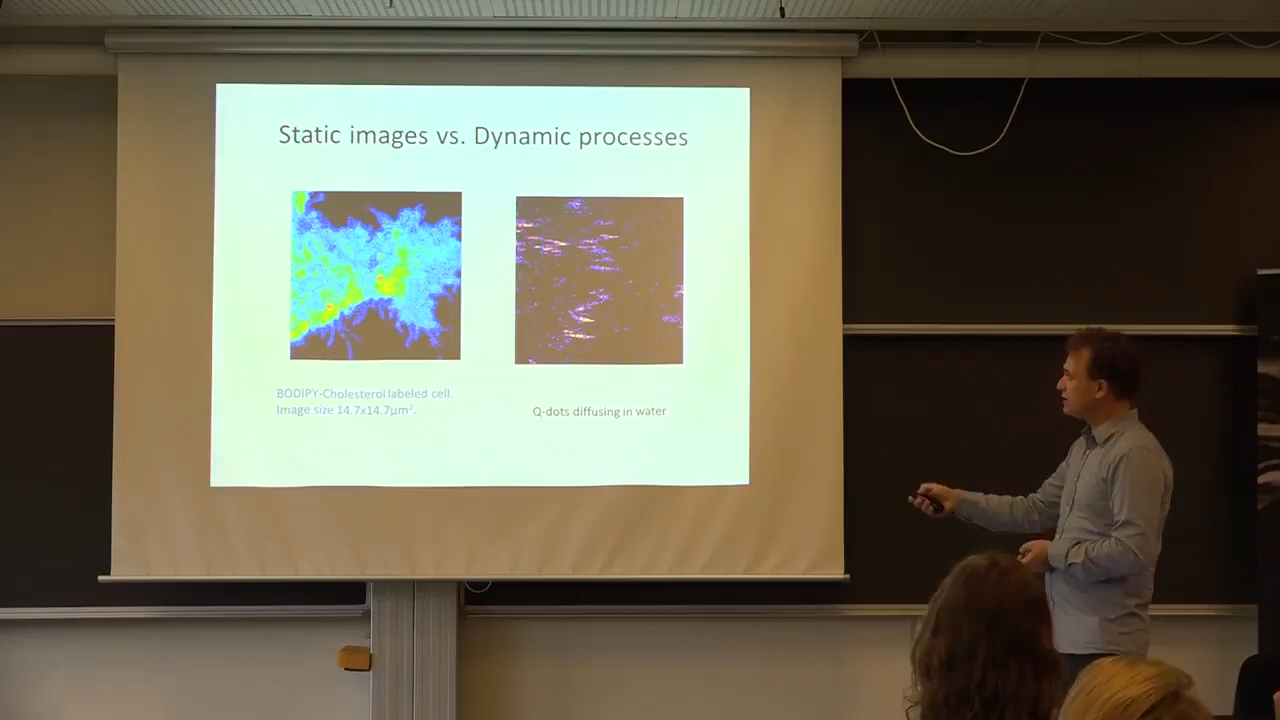 Static images vs. Dynamic processes
BODIPY-Cholesterol labeled cell.
Image size 14.7x14.7µm².
Q-dots diffusing in water